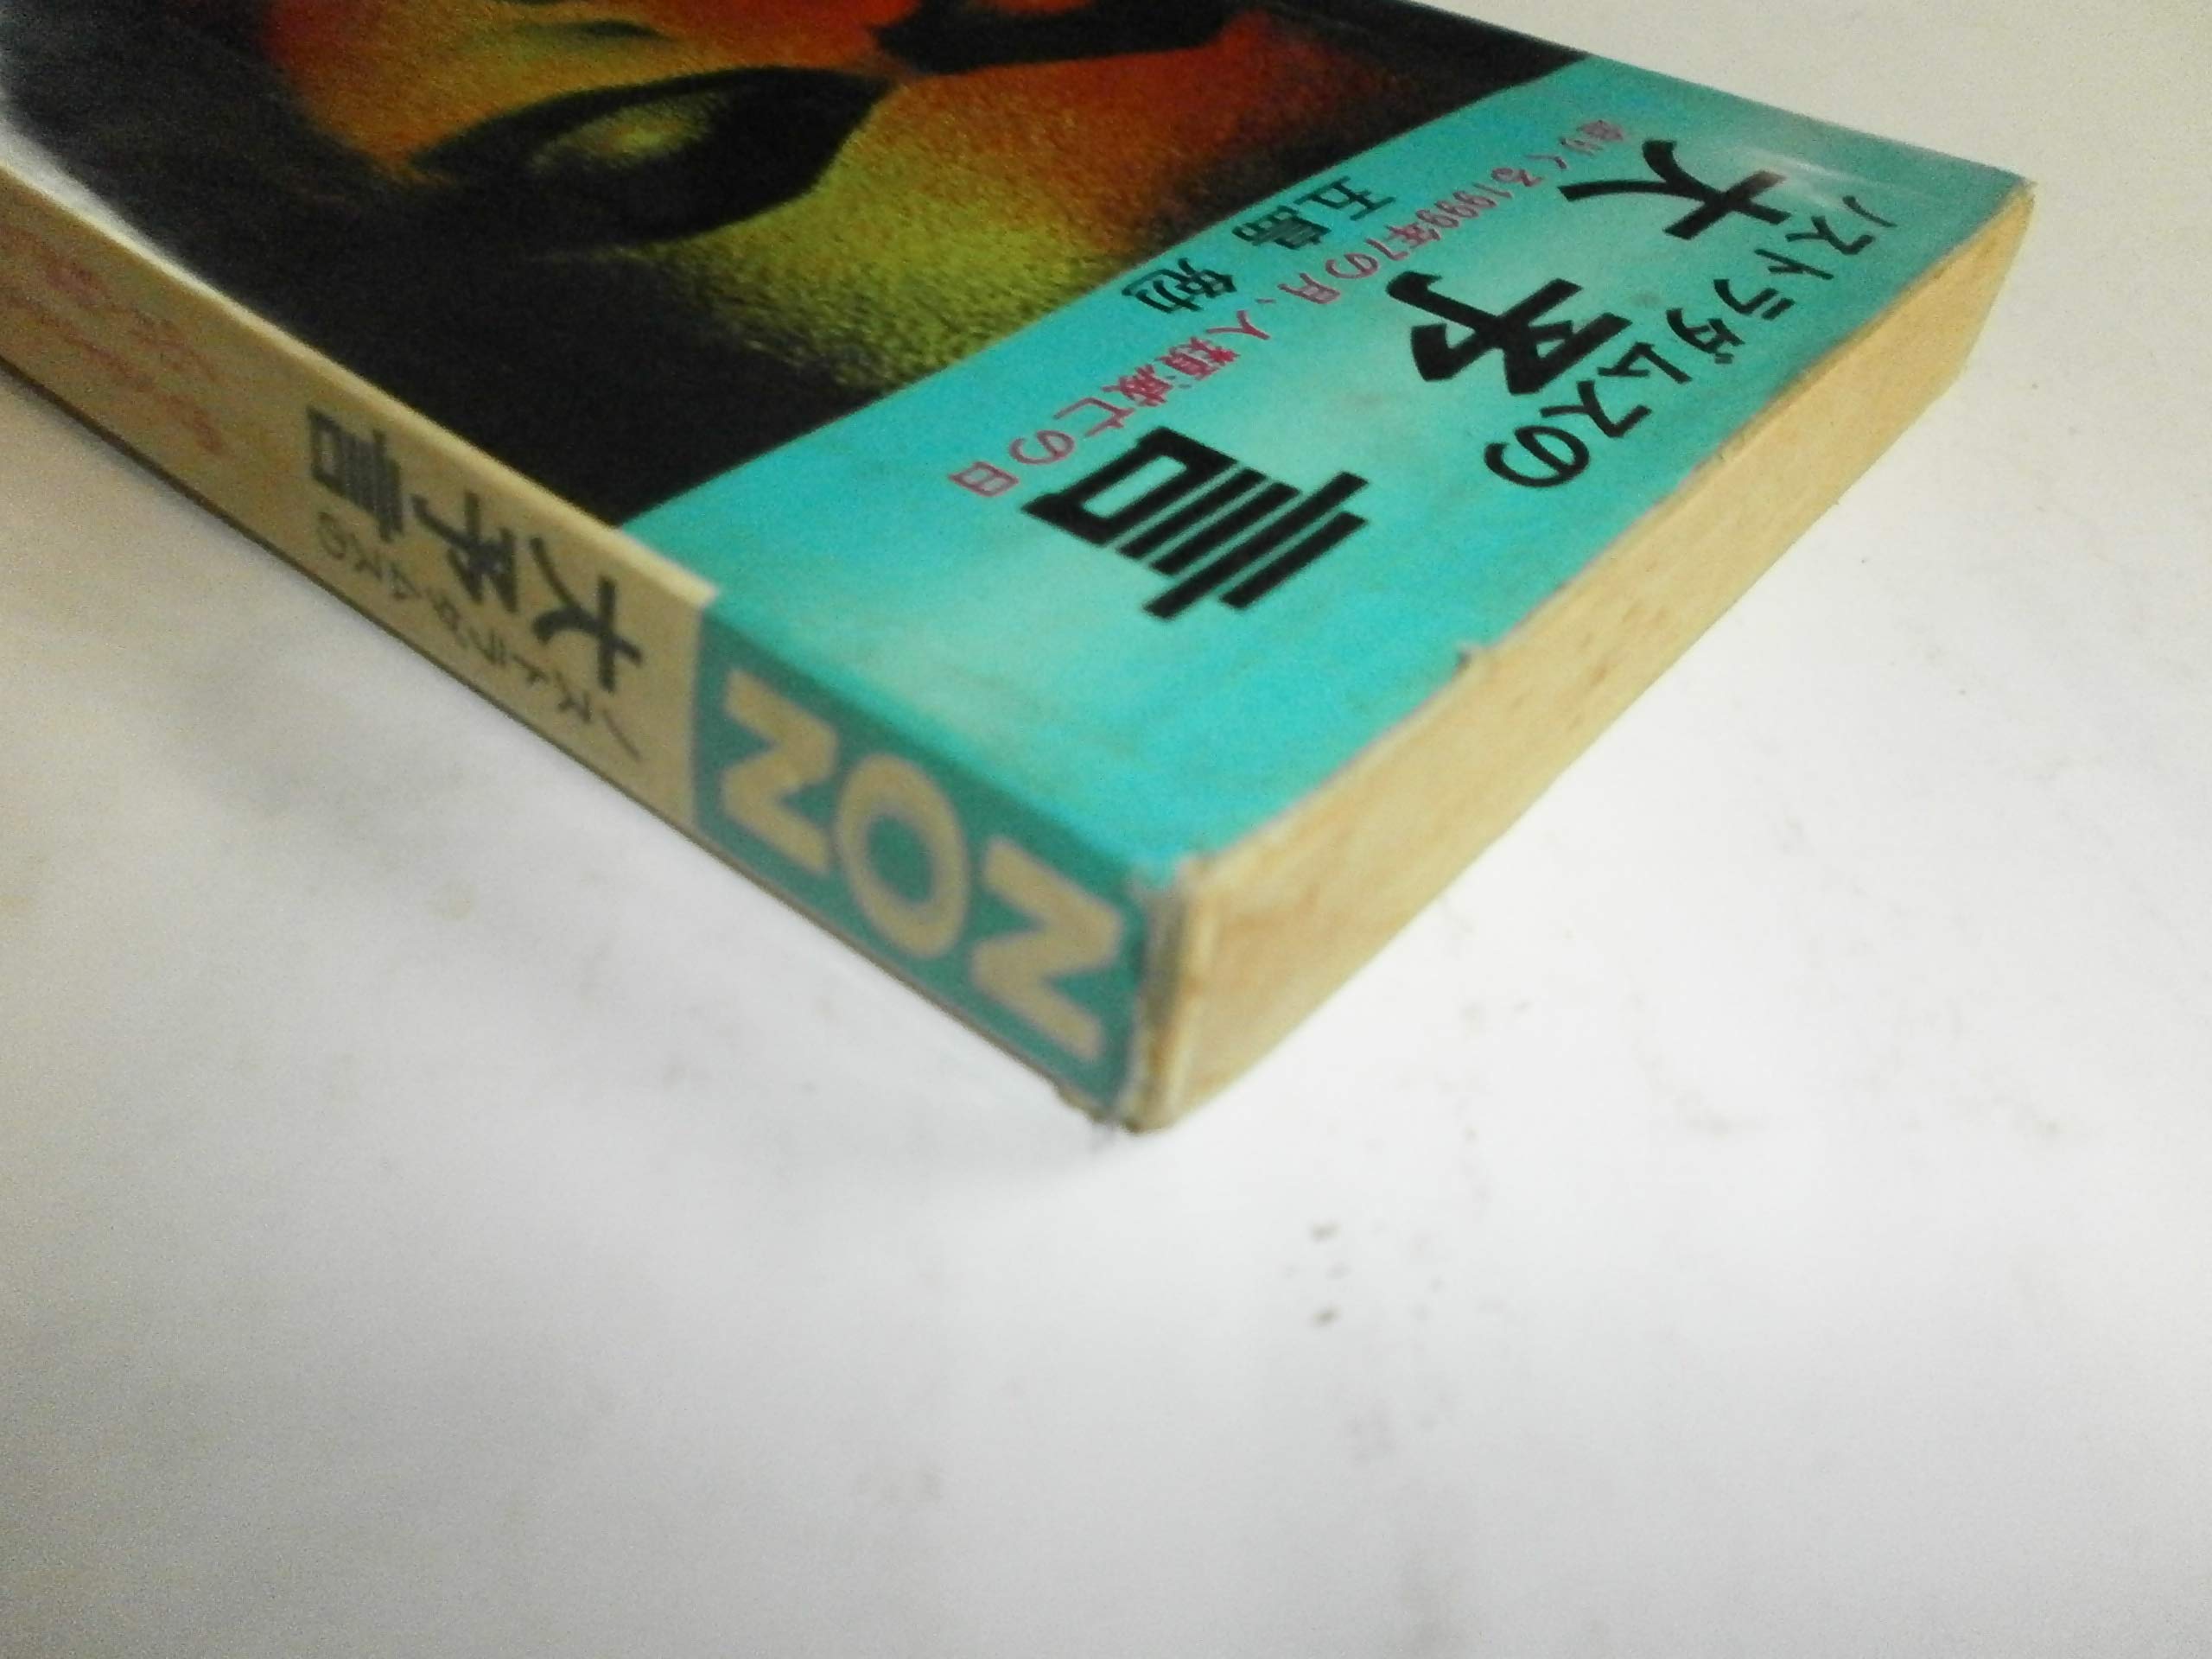 ノストラダムスの
大予言
迫りくる1999年7の月、人類滅亡の日
五島 勉
NON
ノストラダムスの
大予言